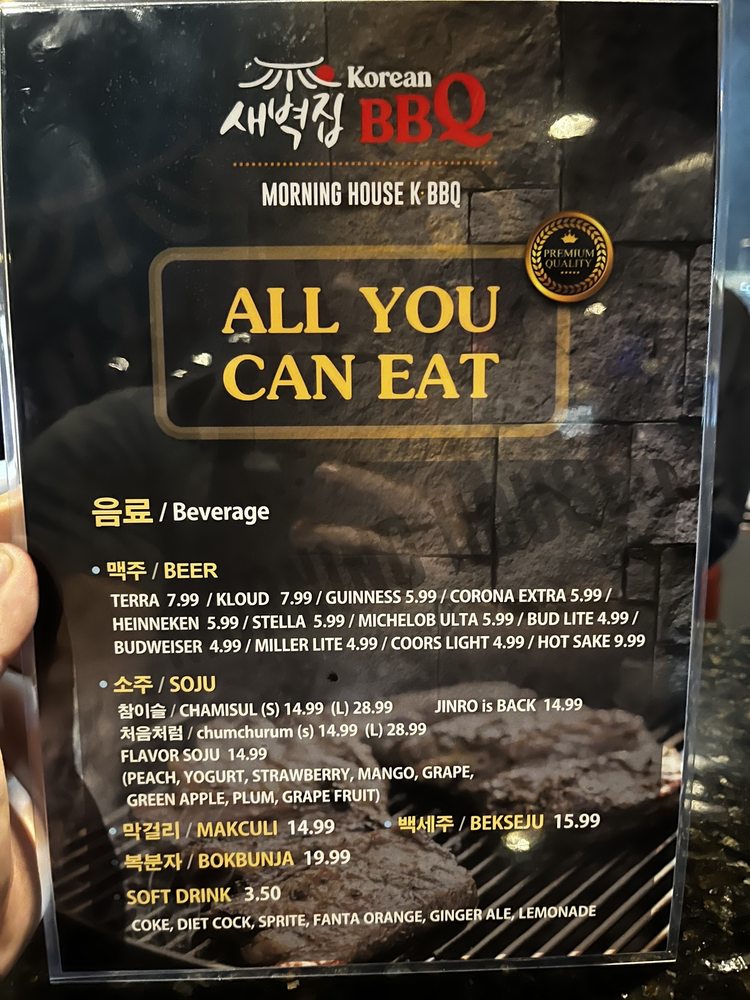 새벽집 Korean BBQ
MORNING HOUSE K·BBQ
PREMIUM
QUALITY
ALL YOU
CAN EAT
음료 / Beverage
• 맥주 / BEER
TERRA 7.99 / KLOUD 7.99 / GUINNESS 5.99 / CORONA EXTRA 5.99 /
HEINNEKEN 5.99 / STELLA 5.99 / MICHELOB ULTA 5.99 / BUD LITE 4.99 /
BUDWEISER 4.99 / MILLER LITE 4.99 / COORS LIGHT 4.99 / HOT SAKE 9.99
• 소주 / SOJU
참이슬 / CHAMISUL (S) 14.99 (L) 28.99 JINRO is BACK 14.99
처음처럼 / chumchurum (s) 14.99 (L) 28.99
FLAVOR SOJU 14.99
(PEACH, YOGURT, STRAWBERRY, MANGO, GRAPE,
GREEN APPLE, PLUM, GRAPE FRUIT)
• 막걸리 / MAKCULI 14.99 • 백세주 / BEKSEJU 15.99
• 복분자 / BOKBUNJA 19.99
• SOFT DRINK 3.50
COKE, DIET COCK, SPRITE, FANTA ORANGE, GINGER ALE, LEMONADE